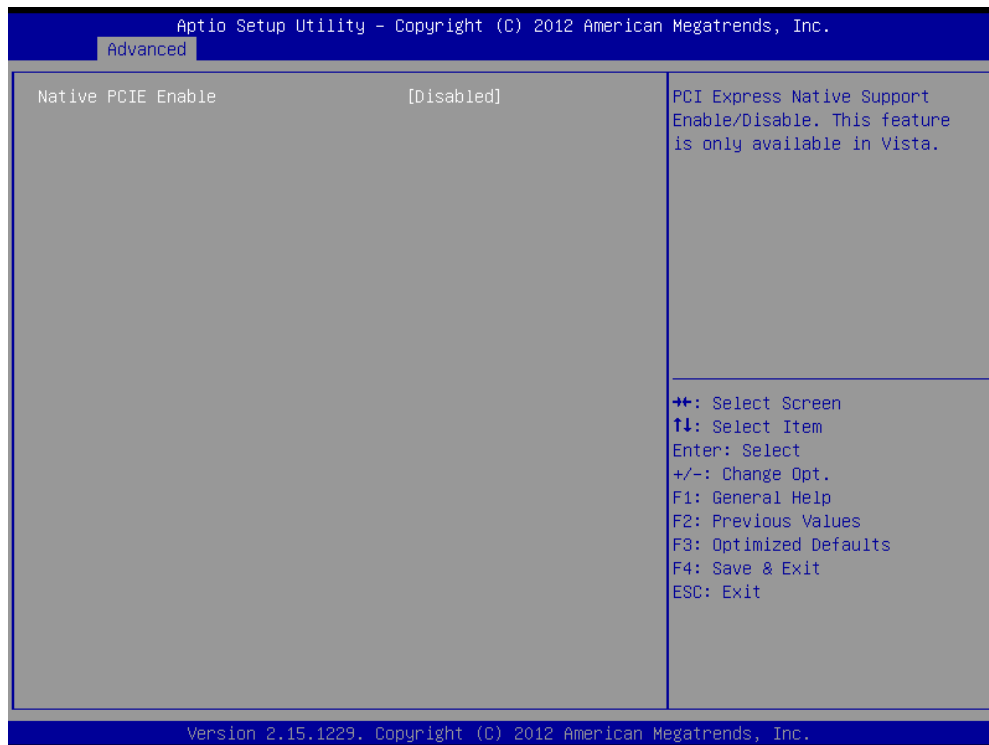 Aptio Setup Utility – Copyright (C) 2012 American Megatrends, Inc.
Advanced
Native PCIE Enable [Disabled]
PCI Express Native Support
Enable/Disable. This feature
is only available in Vista.
→←: Select Screen
↑↓: Select Item
Enter: Select
+/-: Change Opt.
F1: General Help
F2: Previous Values
F3: Optimized Defaults
F4: Save & Exit
ESC: Exit
Version 2.15.1229. Copyright (C) 2012 American Megatrends, Inc.